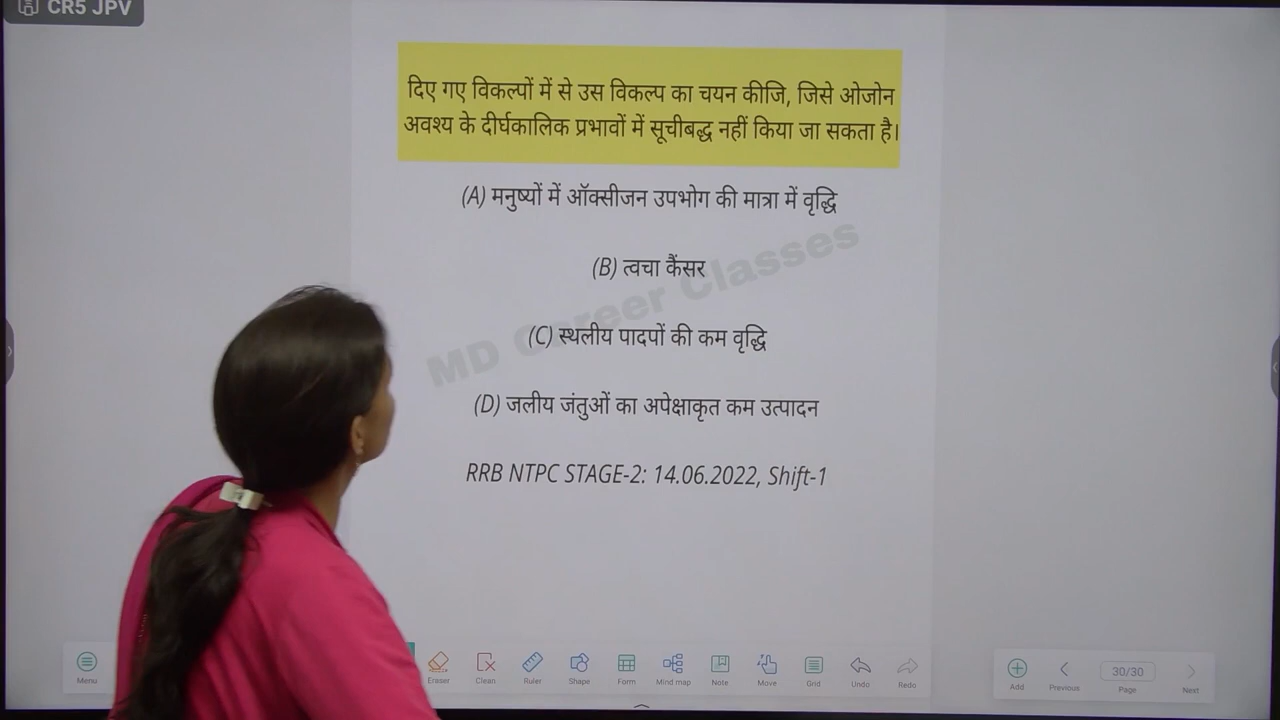 CR5 JPV
दिए गए विकल्पों में से उस विकल्प का चयन कीजि, जिसे ओजोन
अवश्य के दीर्घकालिक प्रभावों में सूचीबद्ध नहीं किया जा सकता है।
(A) मनुष्यों में ऑक्सीजन उपभोग की मात्रा में वृद्धि
(B) त्वचा कैंसर
(C) स्थलीय पादपों की कम वृद्धि
(D) जलीय जंतुओं का अपेक्षाकृत कम उत्पादन
RRB NTPC STAGE-2: 14.06.2022, Shift-1
MD Career Classes
Menu Eraser Clean Ruler Shape Form Mind map Note Move Grid Undo Redo Add Previous 30/30 Page Next